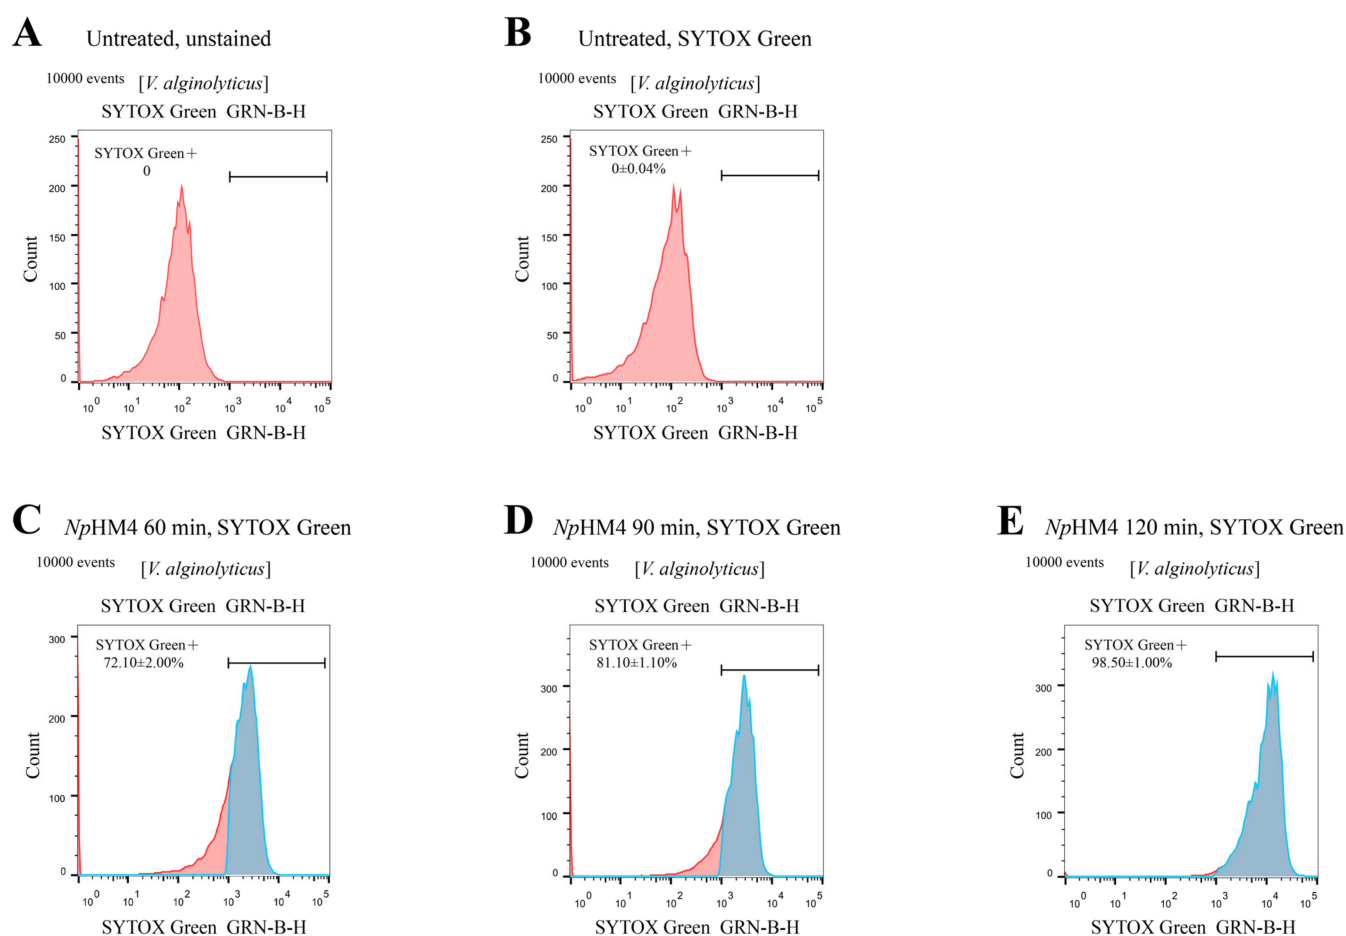 A Untreated, unstained
10000 events [V. alginolyticus]
SYTOX Green GRN-B-H
250
200
150
100
50
0
Count
SYTOX Green+
0
10^0 10^1 10^2 10^3 10^4 10^5
SYTOX Green GRN-B-H
B Untreated, SYTOX Green
10000 events [V. alginolyticus]
SYTOX Green GRN-B-H
250
200
150
100
50
0
Count
SYTOX Green+
0±0.04%
10^0 10^1 10^2 10^3 10^4 10^5
SYTOX Green GRN-B-H
C NpHM4 60 min, SYTOX Green
10000 events [V. alginolyticus]
SYTOX Green GRN-B-H
300
200
100
0
Count
SYTOX Green+
72.10±2.00%
10^0 10^1 10^2 10^3 10^4 10^5
SYTOX Green GRN-B-H
D NpHM4 90 min, SYTOX Green
10000 events [V. alginolyticus]
SYTOX Green GRN-B-H
300
200
100
0
Count
SYTOX Green+
81.10±1.10%
10^0 10^1 10^2 10^3 10^4 10^5
SYTOX Green GRN-B-H
E NpHM4 120 min, SYTOX Green
10000 events [V. alginolyticus]
SYTOX Green GRN-B-H
300
200
100
0
Count
SYTOX Green+
98.50±1.00%
10^0 10^1 10^2 10^3 10^4 10^5
SYTOX Green GRN-B-H